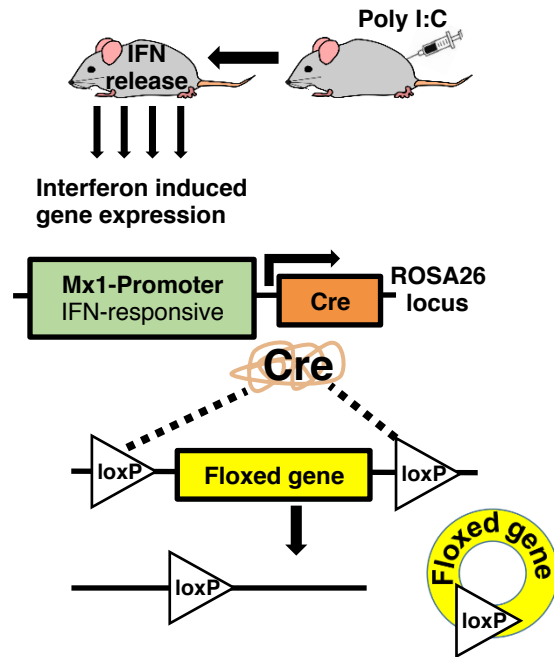 Poly I:C
IFN
release
Interferon induced
gene expression
Mx1-Promoter
IFN-responsive
Cre
ROSA26
locus
Cre
loxP
Floxed gene
loxP
loxP
Floxed gene
loxP